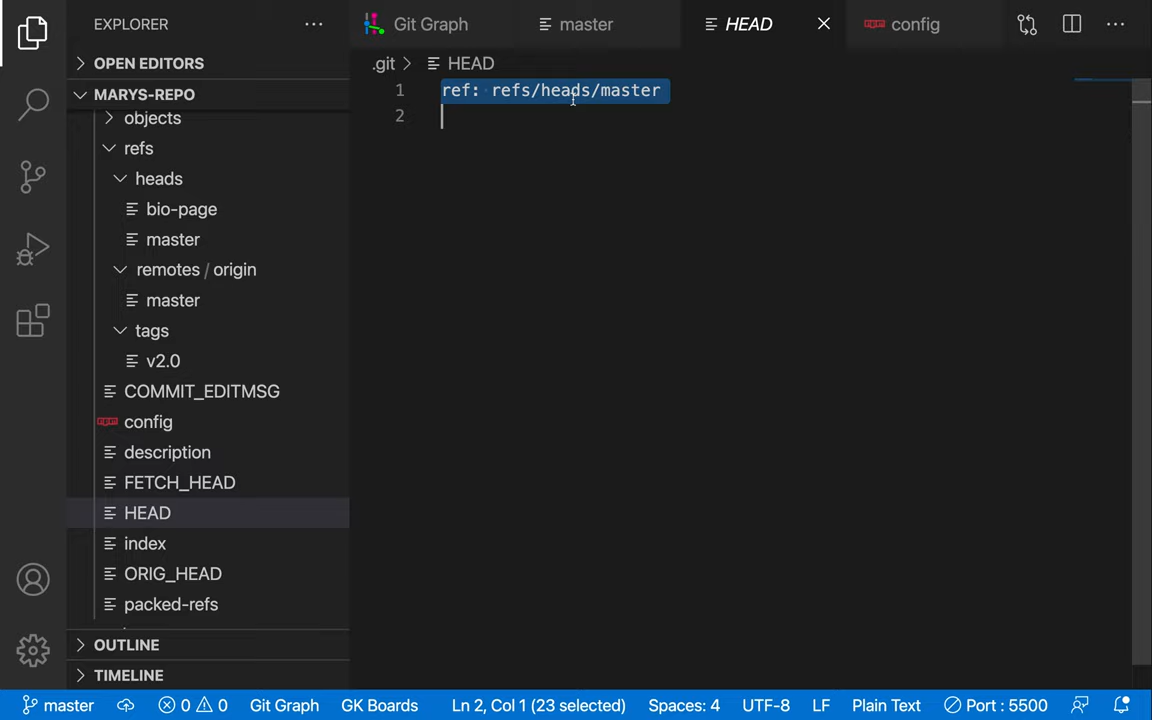 EXPLORER
Git Graph
master
HEAD
config
OPEN EDITORS
.git > HEAD
MARYS-REPO
1 ref: refs/heads/master
2
objects
refs
heads
bio-page
master
remotes / origin
master
tags
v2.0
COMMIT_EDITMSG
config
description
FETCH_HEAD
HEAD
index
ORIG_HEAD
packed-refs
OUTLINE
TIMELINE
master 0 0 Git Graph GK Boards Ln 2, Col 1 (23 selected) Spaces: 4 UTF-8 LF Plain Text Port : 5500